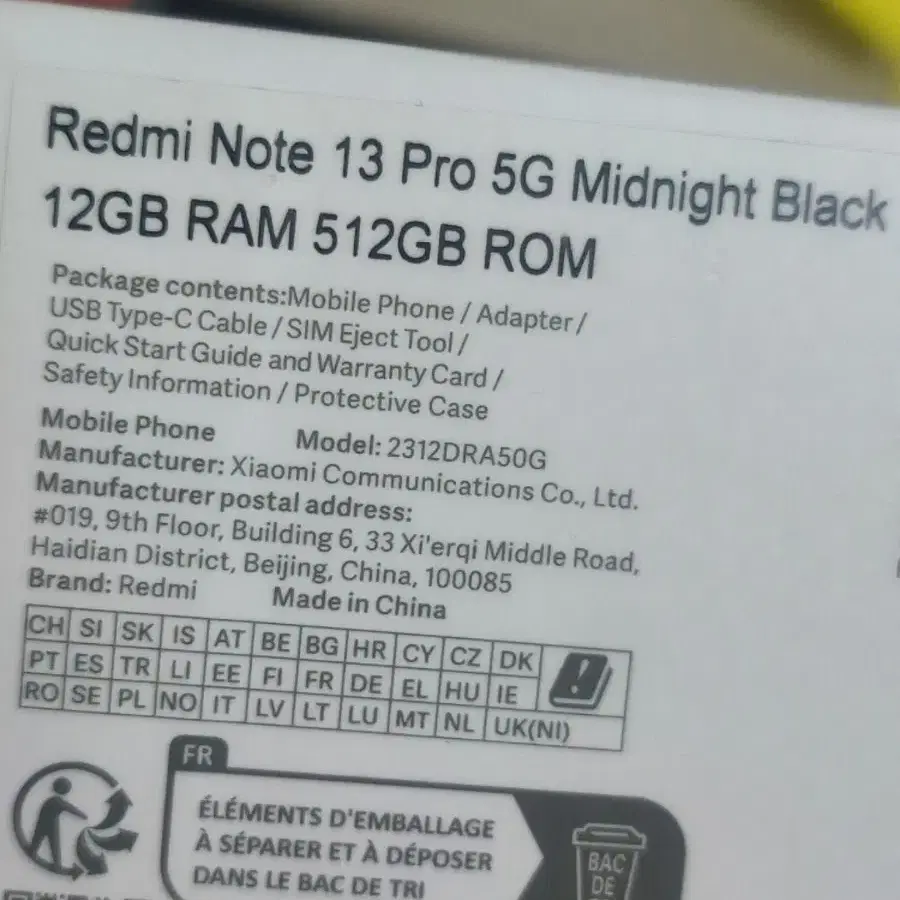 Redmi Note 13 Pro 5G Midnight Black
12GB RAM 512GB ROM
Package contents:Mobile Phone / Adapter /
USB Type-C Cable / SIM Eject Tool /
Quick Start Guide and Warranty Card /
Safety Information / Protective Case
Mobile Phone Model: 2312DRA50G
Manufacturer: Xiaomi Communications Co., Ltd.
Manufacturer postal address:
#019, 9th Floor, Building 6, 33 Xi'erqi Middle Road,
Haidian District, Beijing, China, 100085
Brand: Redmi Made in China
CH SI SK IS AT BE BG HR CY CZ DK
PT ES TR LI EE FI FR DE EL HU IE
RO SE PL NO IT LV LT LU MT NL UK(NI)
FR
ÉLÉMENTS D'EMBALLAGE
À SÉPARER ET À DÉPOSER
DANS LE BAC DE TRI
BAC
DE